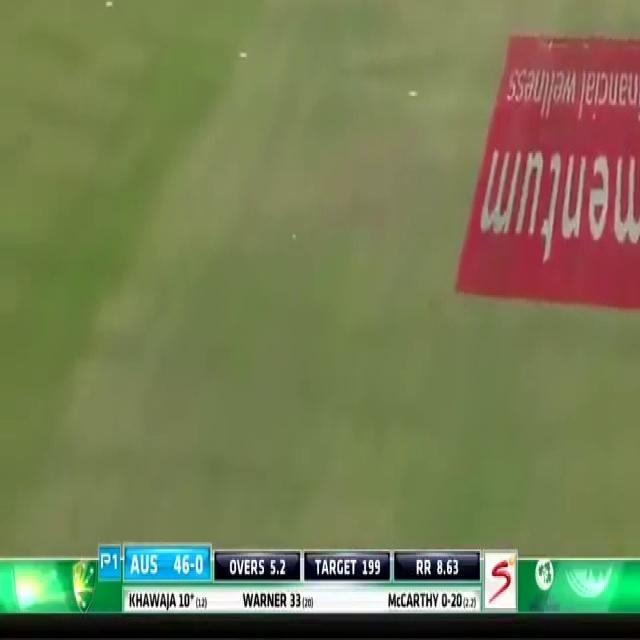 financial wellness
mentum
P1 AUS 46-0 OVERS 5.2 TARGET 199 RR 8.63
KHAWAJA 10* (12) WARNER 33 (20) McCARTHY 0-20 (2.2)